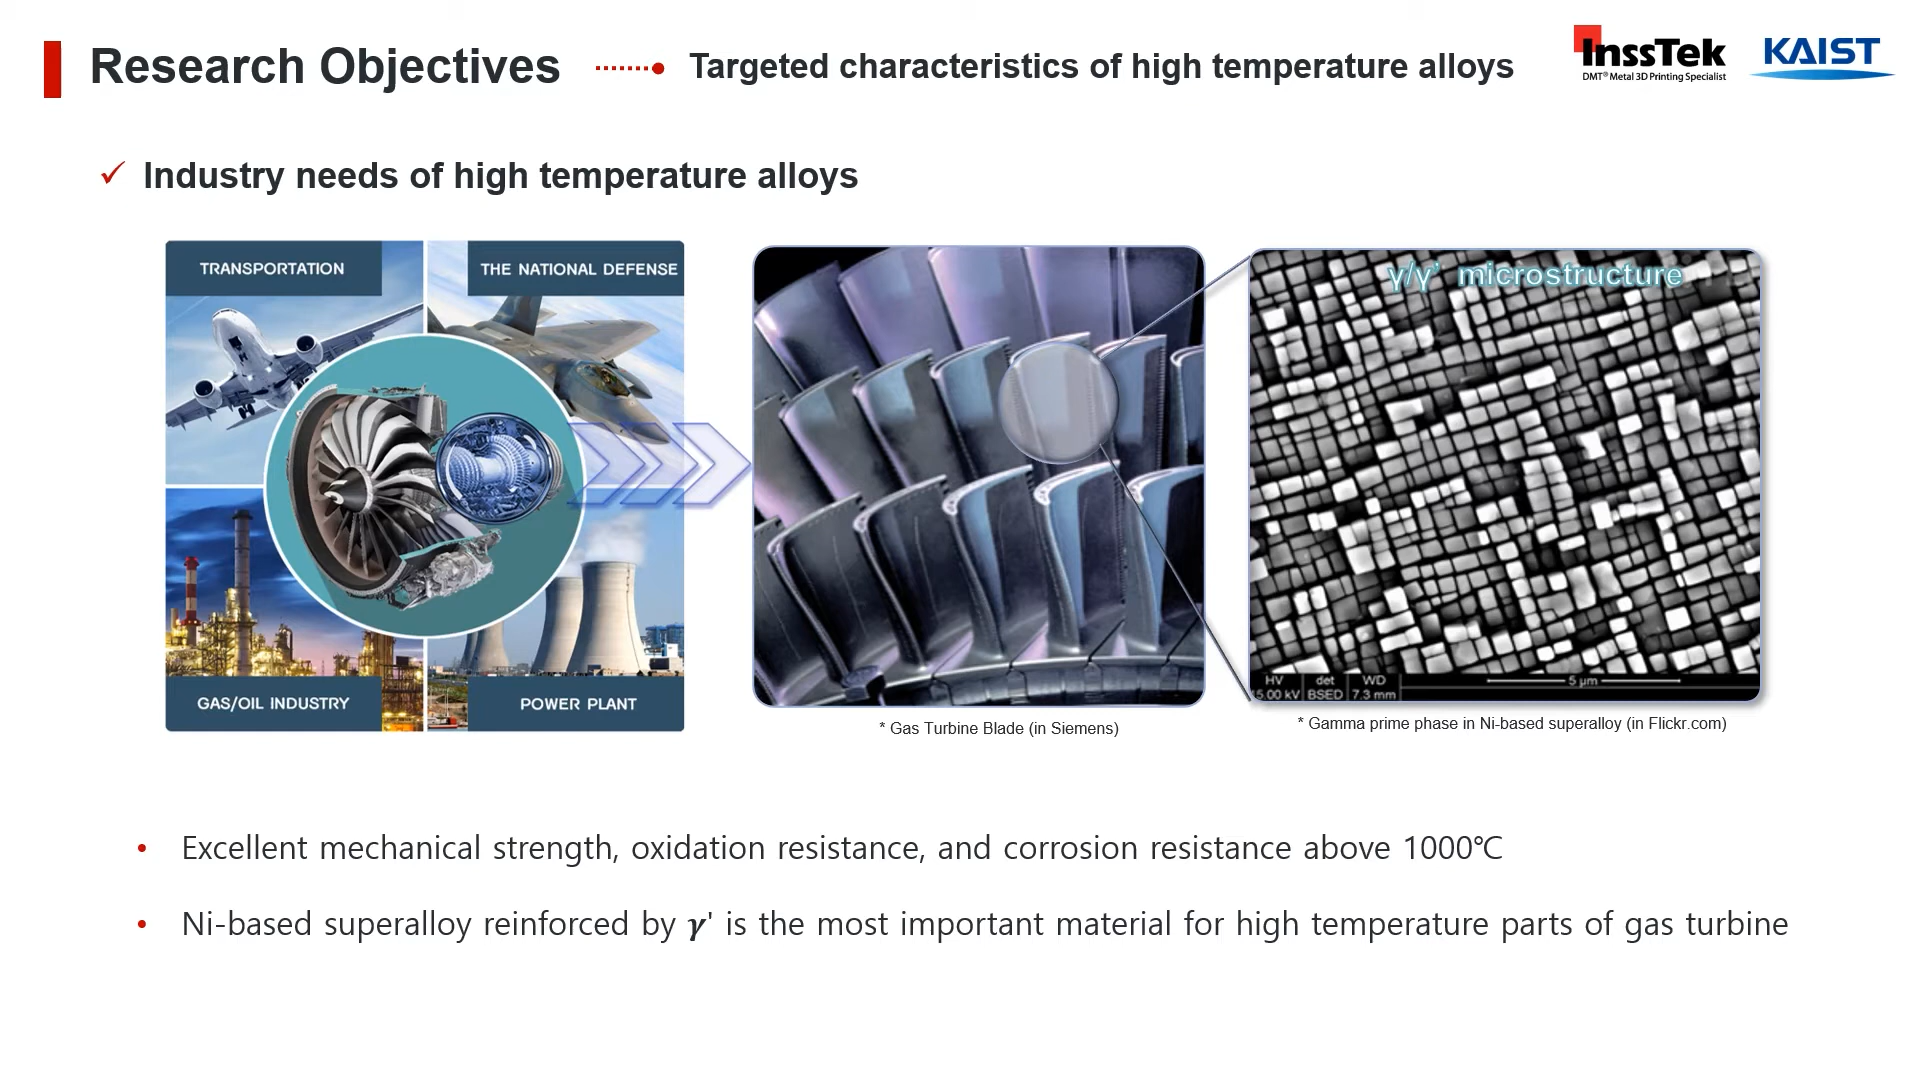 Research Objectives
Targeted characteristics of high temperature alloys
InssTek
DMT® Metal 3D Printing Specialist
KAIST
✓ Industry needs of high temperature alloys
TRANSPORTATION
THE NATIONAL DEFENSE
GAS/OIL INDUSTRY
POWER PLANT
γ/γ' microstructure
HV det WD
5.00 kV BSED 7.3 mm
5 µm
* Gas Turbine Blade (in Siemens)
* Gamma prime phase in Ni-based superalloy (in Flickr.com)
• Excellent mechanical strength, oxidation resistance, and corrosion resistance above 1000℃
• Ni-based superalloy reinforced by γ' is the most important material for high temperature parts of gas turbine